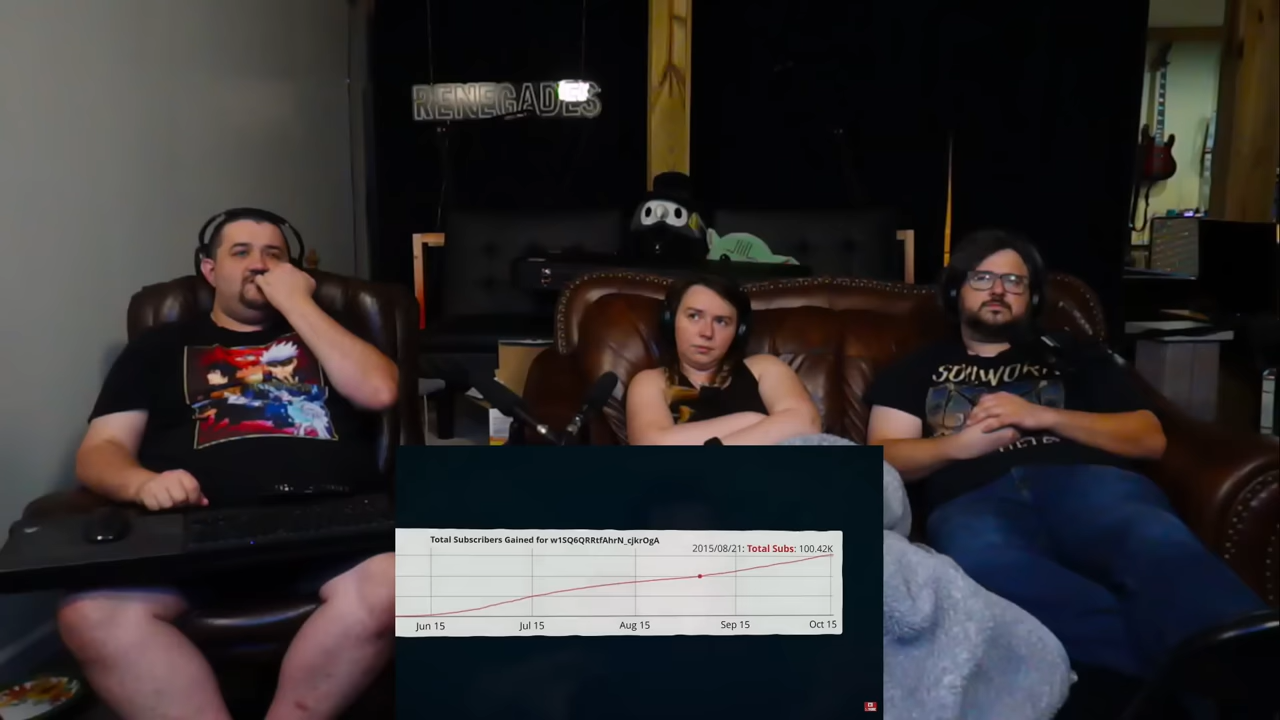 RENEGADES
Total Subscribers Gained for w1SQ6QRRtfAhrN_cjkrOgA
2015/08/21: Total Subs: 100.42K
Jun 15
Jul 15
Aug 15
Sep 15
Oct 15